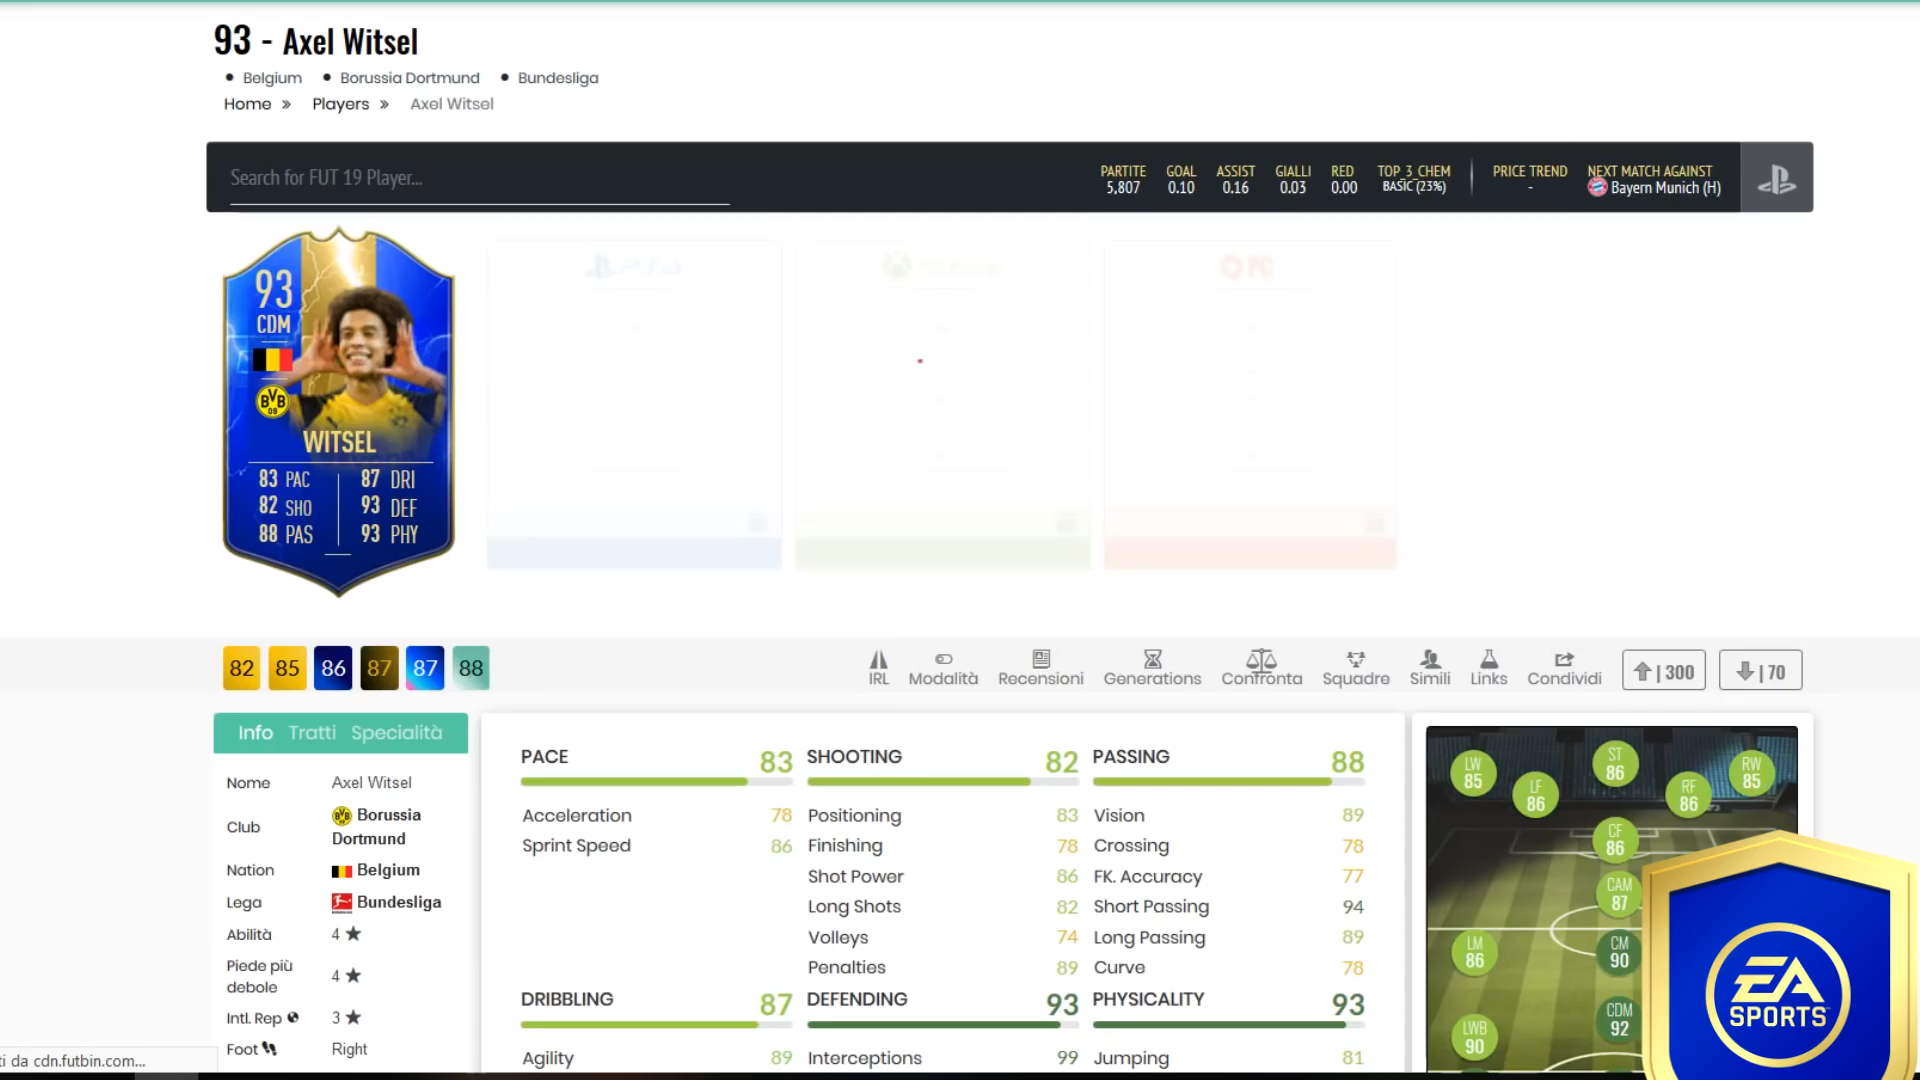 93 - Axel Witsel
Belgium Borussia Dortmund Bundesliga
Home » Players » Axel Witsel
Search for FUT 19 Player...
PARTITE GOAL ASSIST GIALLI RED TOP_3_CHEM PRICE TREND NEXT MATCH AGAINST
5,807 0.10 0.16 0.03 0.00 BASIC (23%) - Bayern Munich (H)
PS4
PC
93
CDM
BVB
09
WITSEL
83 PAC 87 DRI
82 SHO 93 DEF
88 PAS 93 PHY
82 85 86 87 87 88
IRL Modalità Recensioni Generations Confronta Squadre Simili Links Condividi | 300 | 70
Info Tratti Specialità
Nome Axel Witsel
Club Borussia Dortmund
Nation Belgium
Lega Bundesliga
Abilità 4 ★
Piede più debole 4 ★
Intl. Rep 3 ★
Foot Right
PACE 83
Acceleration 78
Sprint Speed 86
SHOOTING 82
Positioning 83
Finishing 78
Shot Power 86
Long Shots 82
Volleys 74
Penalties 89
PASSING 88
Vision 89
Crossing 78
FK. Accuracy 77
Short Passing 94
Long Passing 89
Curve 78
DRIBBLING 87
Agility 89
DEFENDING 93
Interceptions 99
PHYSICALITY 93
Jumping 81
LW 85
ST 86
RW 85
LF 86
RF 86
CF 86
CAM 87
LM 86
CM 90
CDM 92
LWB 90
EA
SPORTS
ti da cdn.futbin.com...